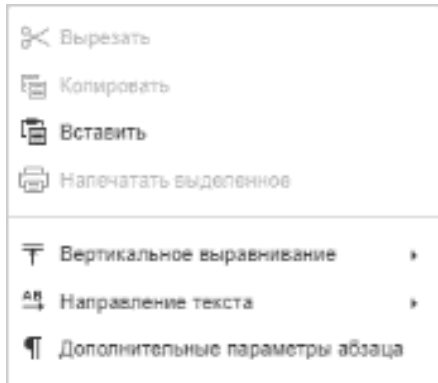 Вырезать
Копировать
Вставить
Напечатать выделенное
Вертикальное выравнивание
Направление текста
Дополнительные параметры абзаца